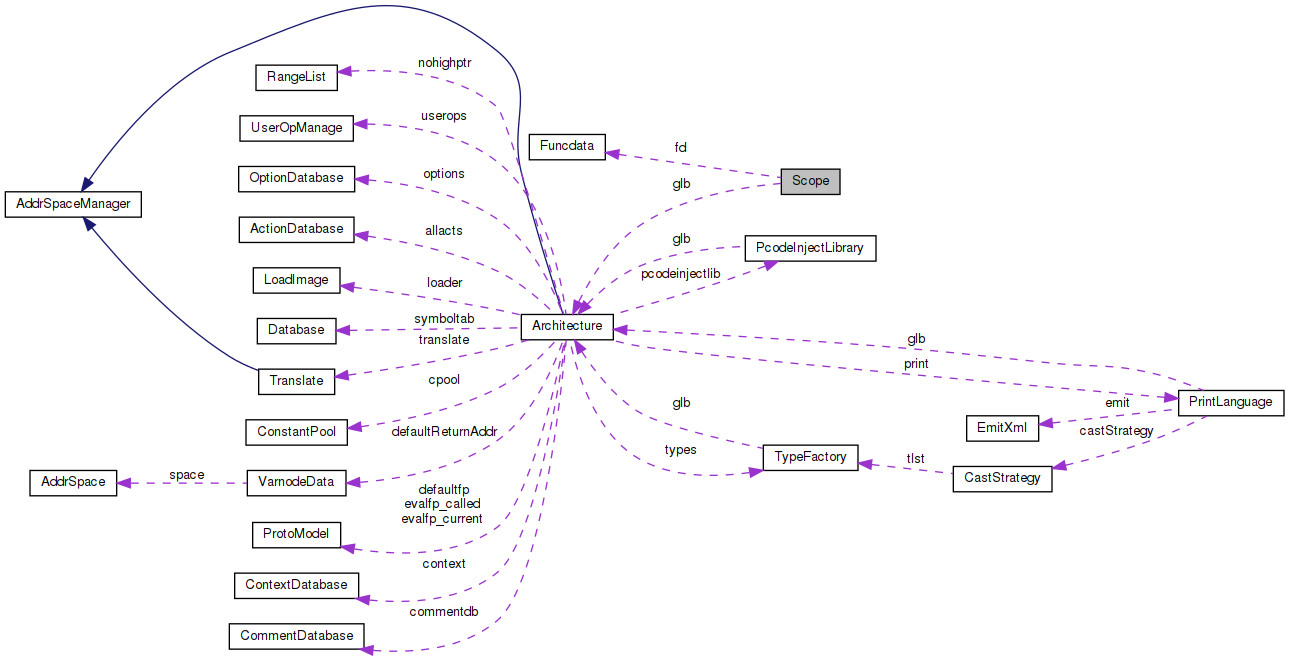 nohighptr
RangeList
userops
UserOpManage
Funcdata
fd
options
OptionDatabase
glb
Scope
AddrSpaceManager
allacts
ActionDatabase
glb
PcodeInjectLibrary
pcodeinjectlib
loader
LoadImage
symboltab
Database
Architecture
translate
glb
print
Translate
cpool
emit
PrintLanguage
glb
castStrategy
EmitXml
defaultReturnAddr
ConstantPool
types
TypeFactory
tlst
space
AddrSpace
VarnodeData
CastStrategy
defaultfp
evalfp_called
evalfp_current
ProtoModel
context
ContextDatabase
commentdb
CommentDatabase